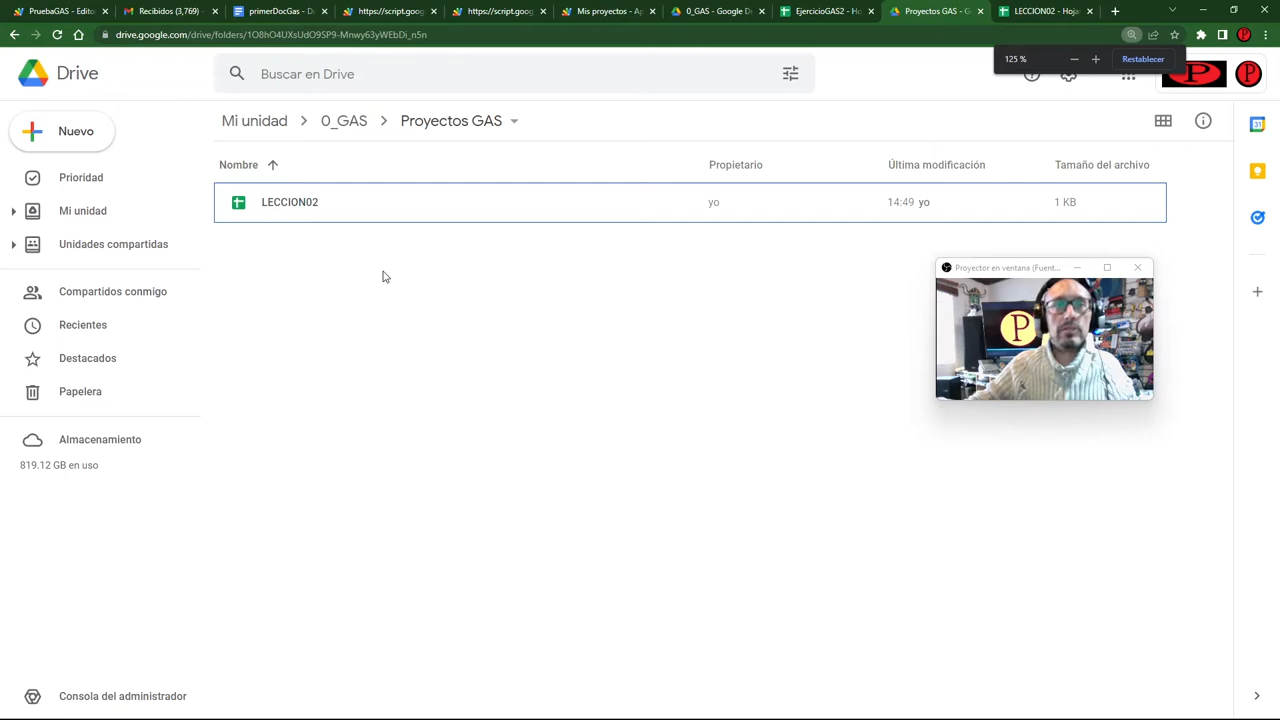 PruebaGAS - Edito
Recibidos (3,769) -
primerDocGas - D
https://script.goog
https://script.goog
Mis proyectos - Ap
0_GAS - Google D
EjercicioGAS2 - Ho
Proyectos GAS - G
LECCION02 - Hoja
drive.google.com/drive/folders/1O8hO4UXsUdO9SP9-Mnwy63yWEbDi_n5n
125 %
Restablecer
Drive
Buscar en Drive
P
P
Nuevo
Mi unidad
0_GAS
Proyectos GAS
Nombre
Propietario
Última modificación
Tamaño del archivo
LECCION02
yo
14:49 yo
1 KB
Prioridad
Mi unidad
Unidades compartidas
Compartidos conmigo
Recientes
Destacados
Papelera
Almacenamiento
819.12 GB en uso
Consola del administrador
Proyector en ventana (Fuent...
P
31